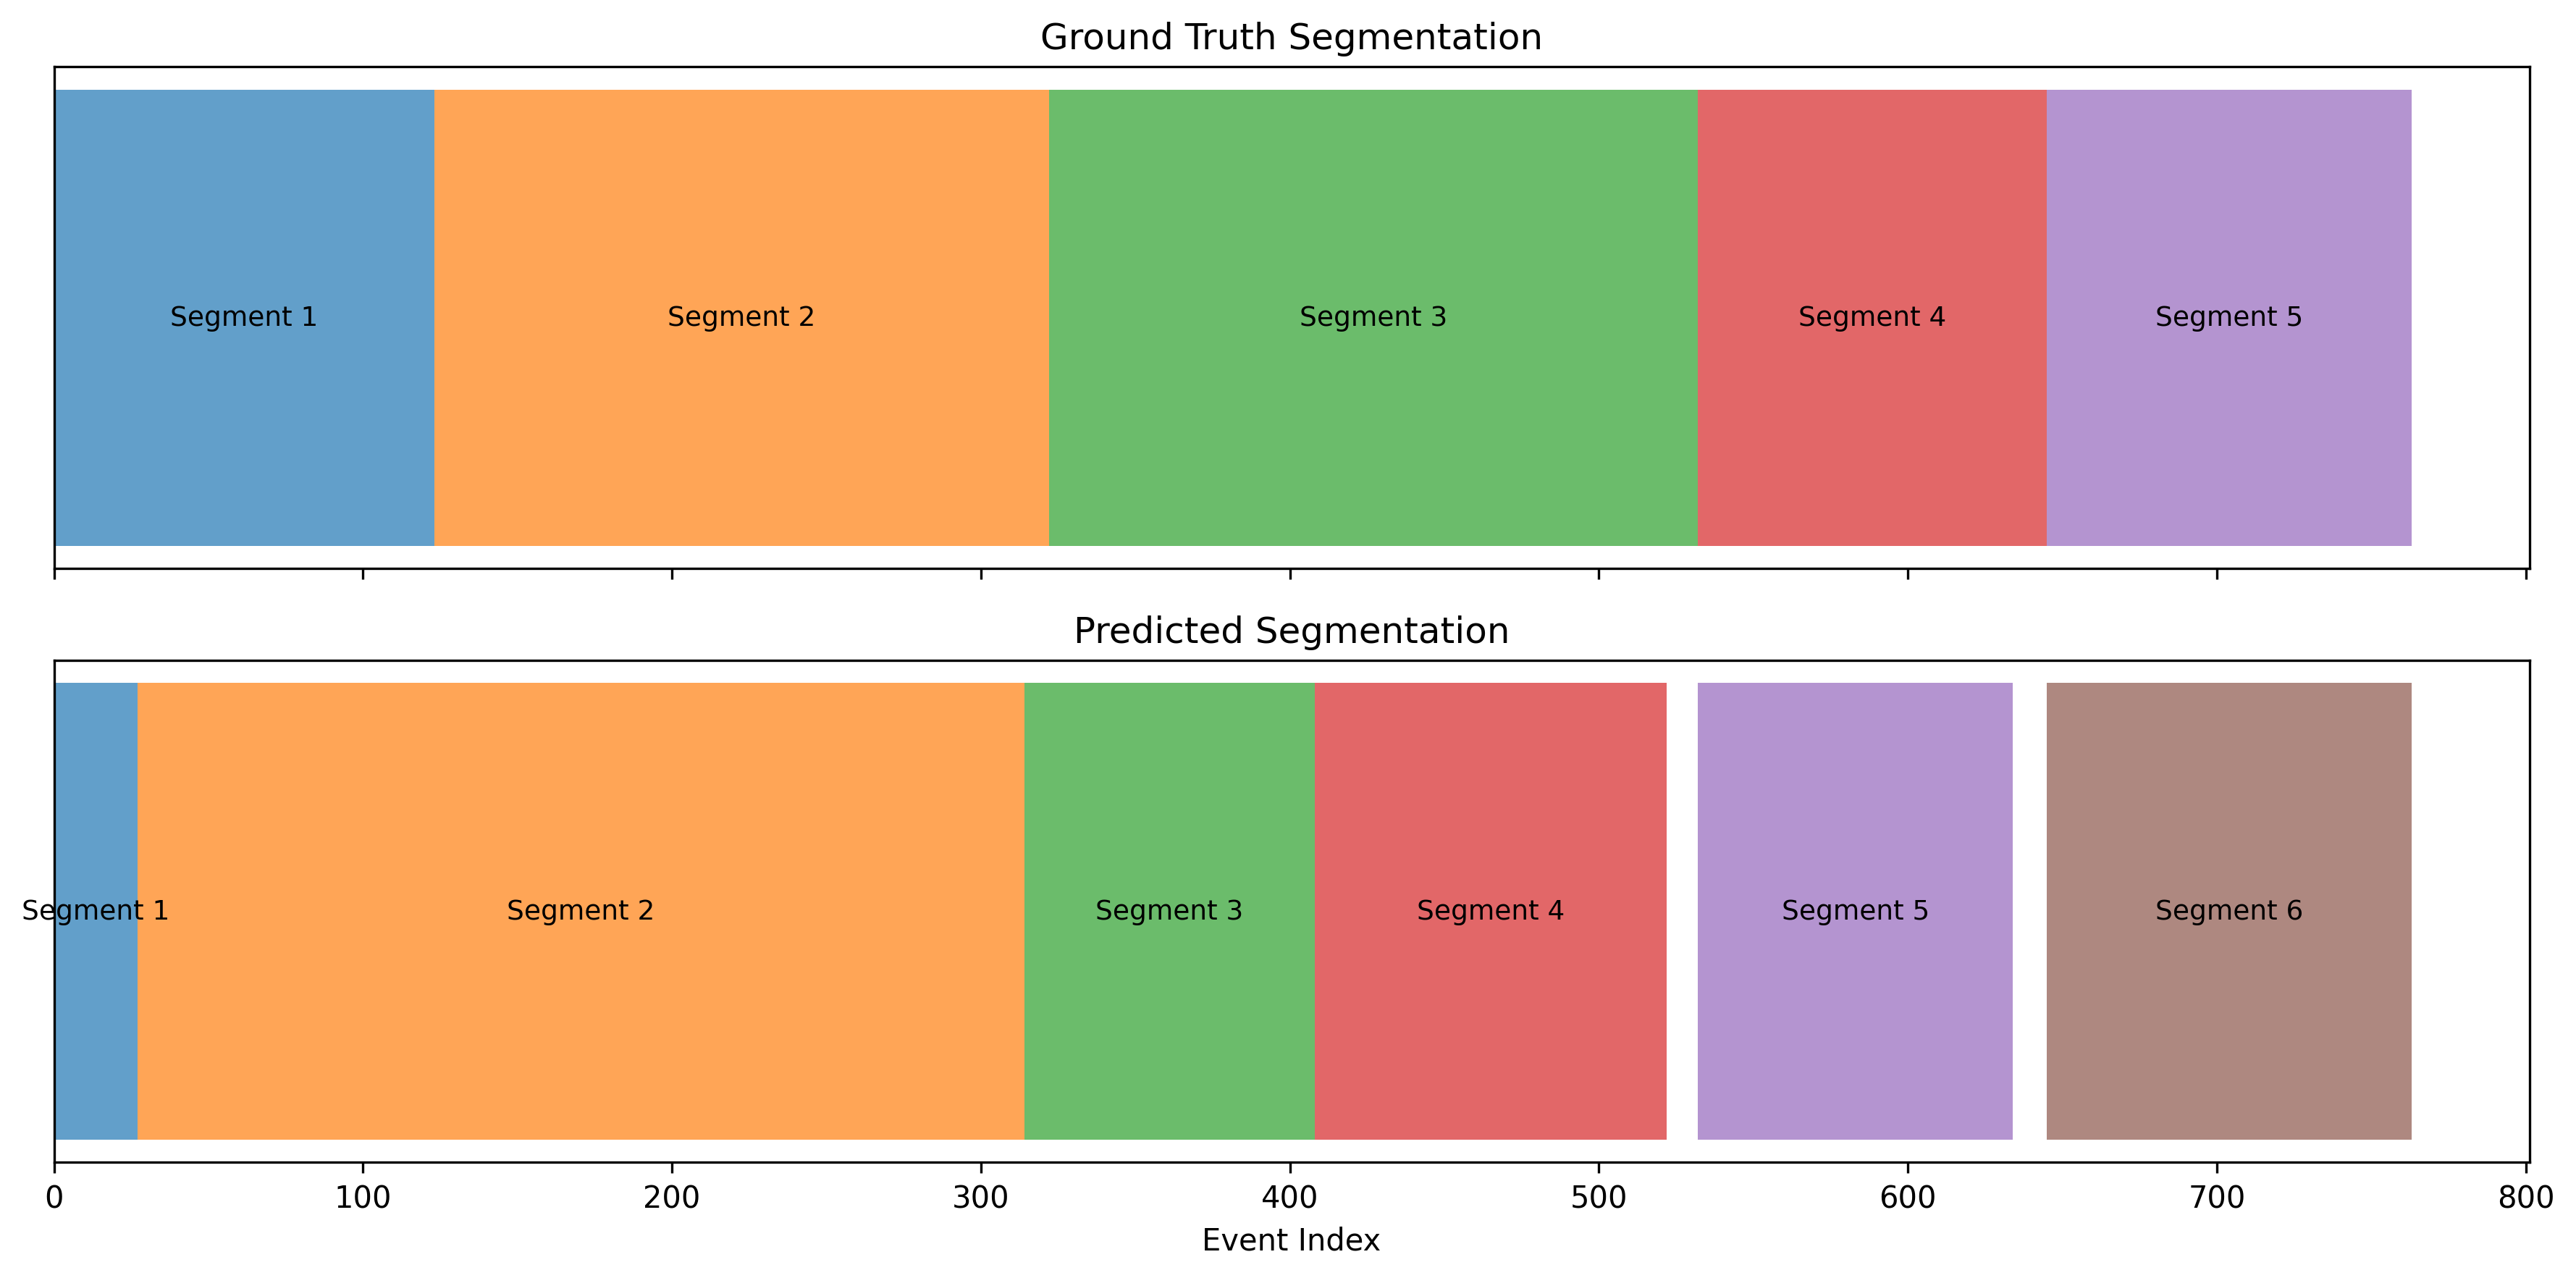 Ground Truth Segmentation
Segment 1 Segment 2 Segment 3 Segment 4 Segment 5
Predicted Segmentation
Segment 1 Segment 2 Segment 3 Segment 4 Segment 5 Segment 6
0 100 200 300 400 500 600 700 800
Event Index